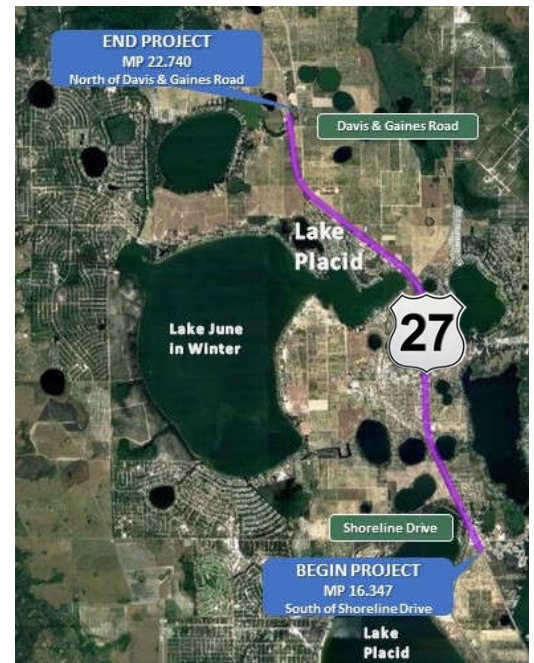 END PROJECT
MP 22.740
North of Davis & Gaines Road
Davis & Gaines Road
Lake
Placid
Lake June
in Winter
27
Shoreline Drive
BEGIN PROJECT
MP 16.347
South of Shoreline Drive
Lake
Placid